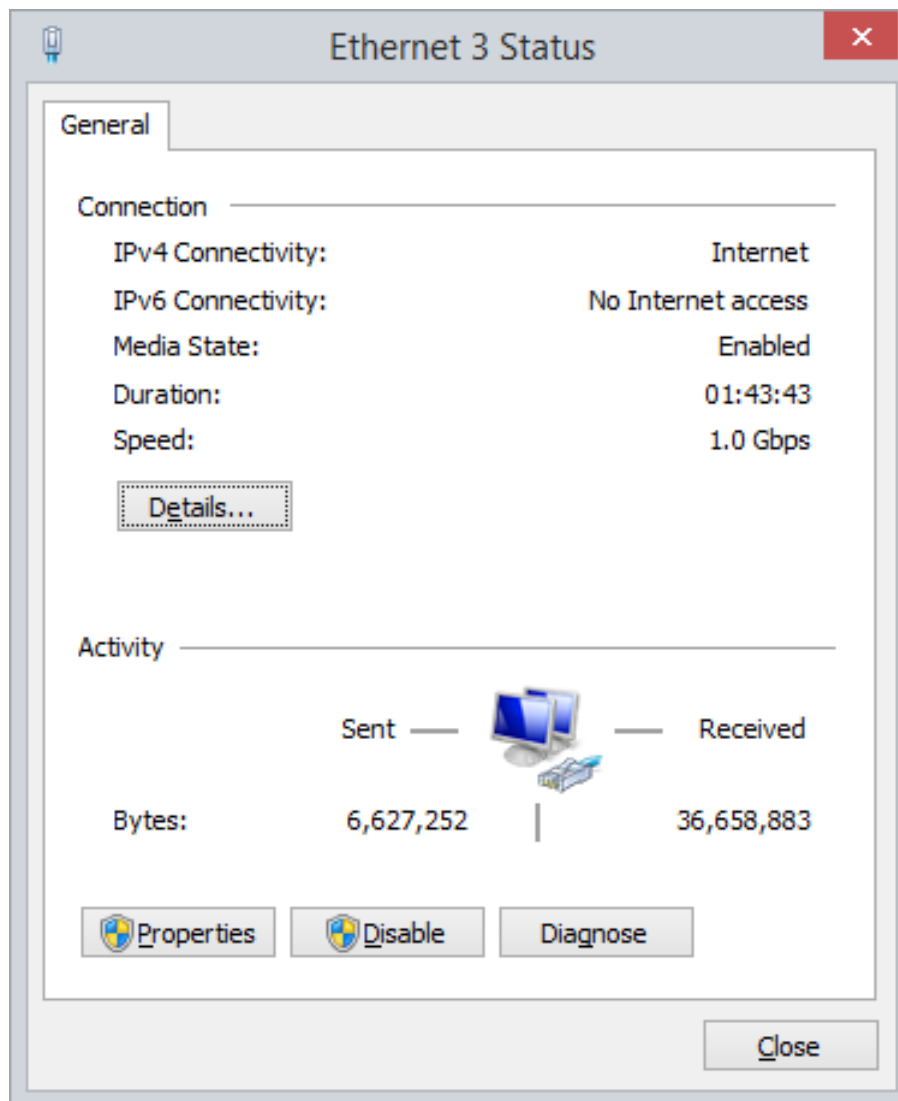 Ethernet 3 Status
General
Connection
IPv4 Connectivity: Internet
IPv6 Connectivity: No Internet access
Media State: Enabled
Duration: 01:43:43
Speed: 1.0 Gbps
Details...
Activity
Sent Received
Bytes: 6,627,252 36,658,883
Properties Disable Diagnose
Close